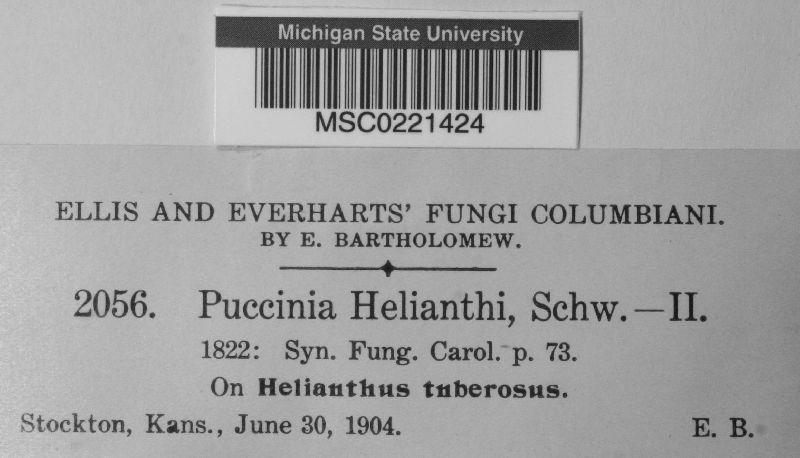 Michigan State University
MSC0221424
ELLIS AND EVERHARTS' FUNGI COLUMBIANI.
BY E. BARTHOLOMEW.
2056. Puccinia Helianthi, Schw.—II.
1822: Syn. Fung. Carol. p. 73.
On Helianthus tuberosus.
Stockton, Kans., June 30, 1904. E. B.